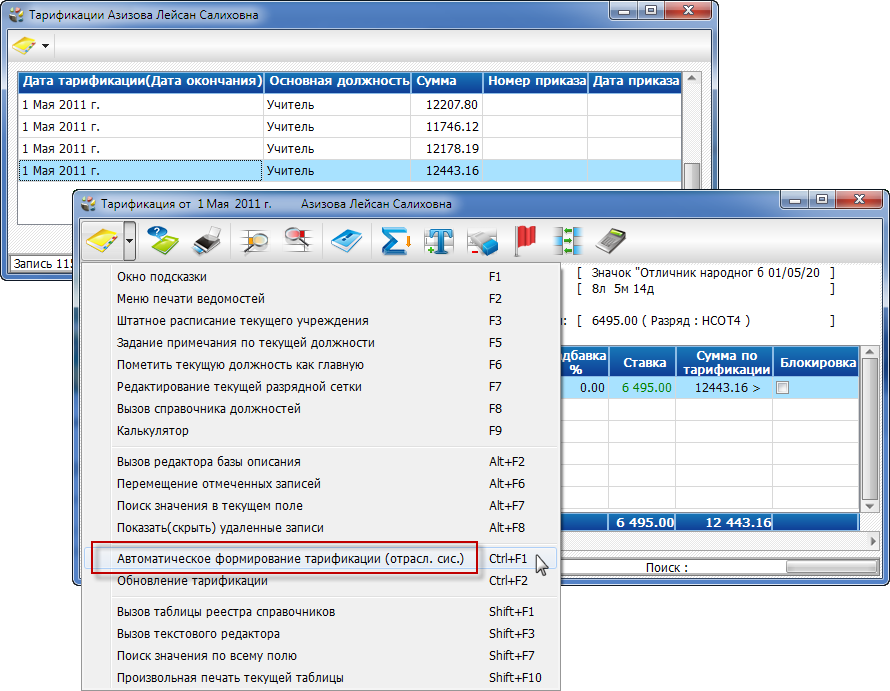 Тарификации Азизова Лейсан Салиховна
Дата тарификации(Дата окончания) Основная должность Сумма Номер приказа Дата приказа
1 Мая 2011 г. Учитель 12207.80
1 Мая 2011 г. Учитель 11746.12
1 Мая 2011 г. Учитель 12178.19
1 Мая 2011 г. Учитель 12443.16
Запись 115
Тарификация от 1 Мая 2011 г. Азизова Лейсан Салиховна
[ Значок "Отличник народног б 01/05/20 ]
[ 8л 5м 14д ]
: [ 6495.00 ( Разряд : НСОТ4 ) ]
дбавка % Ставка Сумма по тарификации Блокировка
0.00 6 495.00 12443.16 >
6 495.00 12 443.16
Поиск :
Окно подсказки F1
Меню печати ведомостей F2
Штатное расписание текущего учреждения F3
Задание примечания по текущей должности F5
Пометить текущую должность как главную F6
Редактирование текущей разрядной сетки F7
Вызов справочника должностей F8
Калькулятор F9
Вызов редактора базы описания Alt+F2
Перемещение отмеченных записей Alt+F6
Поиск значения в текущем поле Alt+F7
Показать(скрыть) удаленные записи Alt+F8
Автоматическое формирование тарификации (отрасл. сис.) Ctrl+F1
Обновление тарификации Ctrl+F2
Вызов таблицы реестра справочников Shift+F1
Вызов текстового редактора Shift+F3
Поиск значения по всему полю Shift+F7
Произвольная печать текущей таблицы Shift+F10